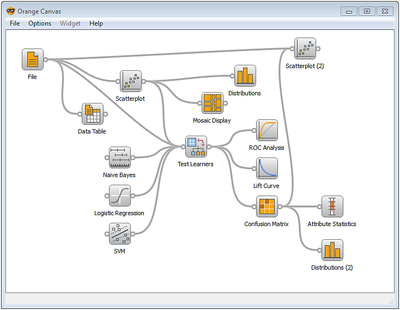 Orange Canvas
File Options Widget Help
File
Scatterplot
Distributions
Scatterplot (2)
Data Table
Mosaic Display
Naive Bayes
Test Learners
ROC Analysis
Logistic Regression
Lift Curve
SVM
Confusion Matrix
Attribute Statistics
Distributions (2)